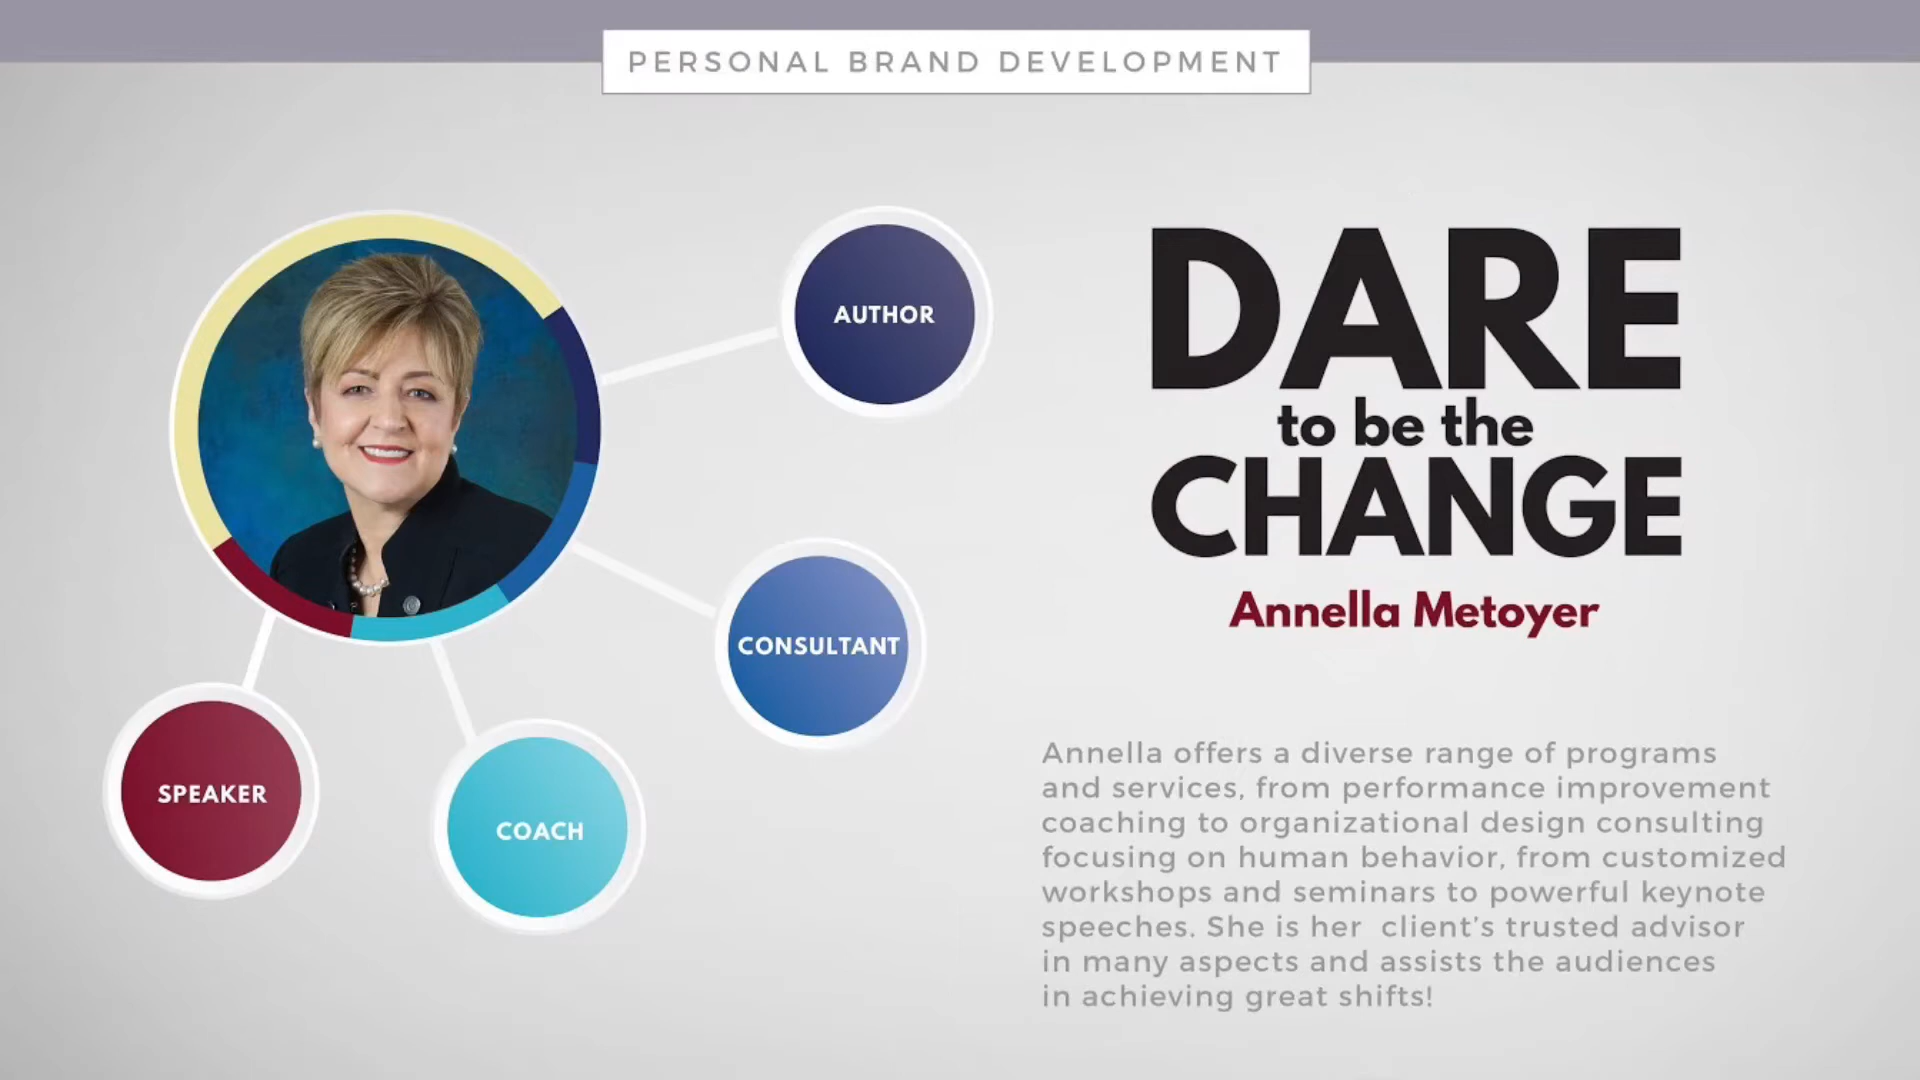 PERSONAL BRAND DEVELOPMENT
AUTHOR
CONSULTANT
COACH
SPEAKER
DARE
to be the
CHANGE
Annella Metoyer
Annella offers a diverse range of programs
and services, from performance improvement
coaching to organizational design consulting
focusing on human behavior, from customized
workshops and seminars to powerful keynote
speeches. She is her client's trusted advisor
in many aspects and assists the audiences
in achieving great shifts!